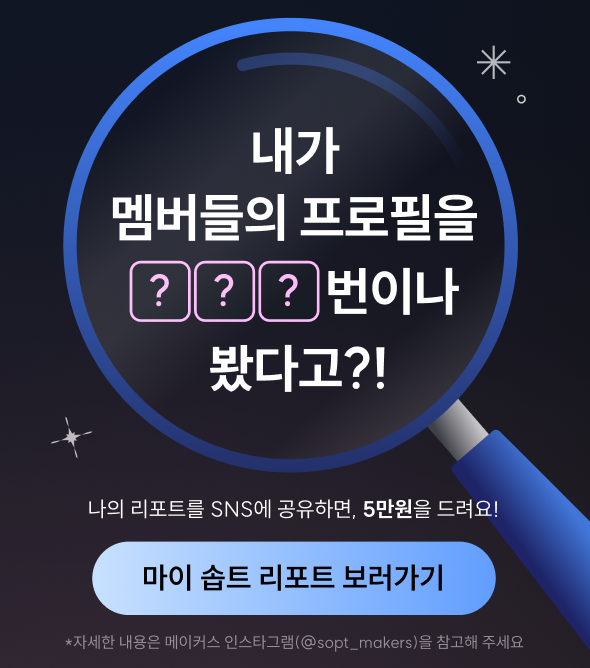 내가
멤버들의 프로필을
? ? ? 번이나
봤다고?!
나의 리포트를 SNS에 공유하면, 5만원을 드려요!
마이 솝트 리포트 보러가기
*자세한 내용은 메이커스 인스타그램(@sopt_makers)을 참고해 주세요